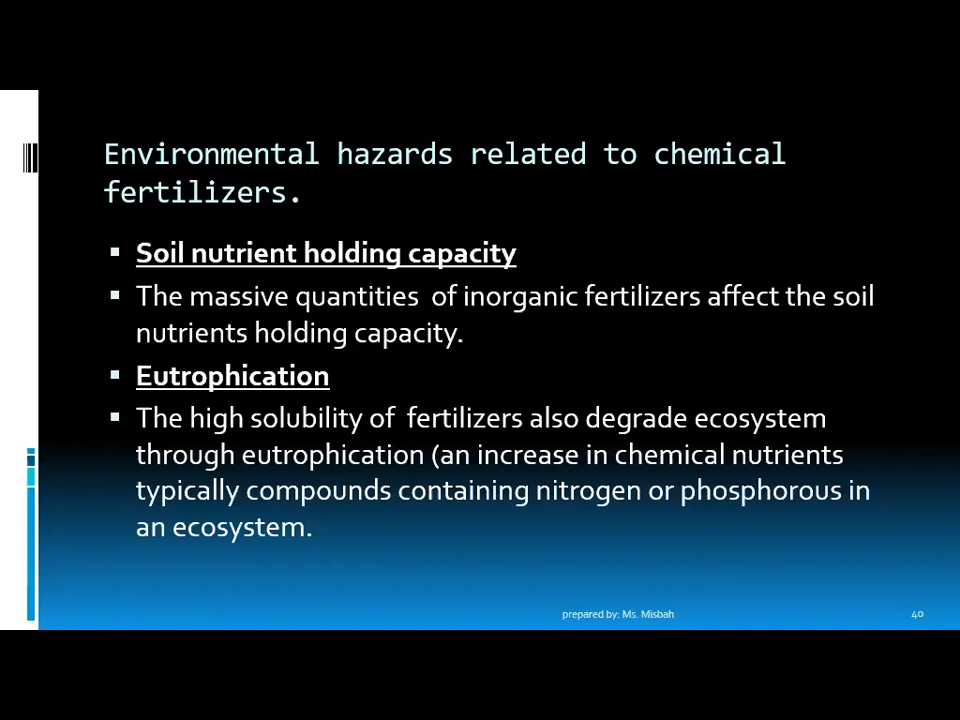 Environmental hazards related to chemical
fertilizers.
▪ Soil nutrient holding capacity
▪ The massive quantities of inorganic fertilizers affect the soil
nutrients holding capacity.
▪ Eutrophication
▪ The high solubility of fertilizers also degrade ecosystem
through eutrophication (an increase in chemical nutrients
typically compounds containing nitrogen or phosphorous in
an ecosystem.
prepared by: Ms. Misbah
40